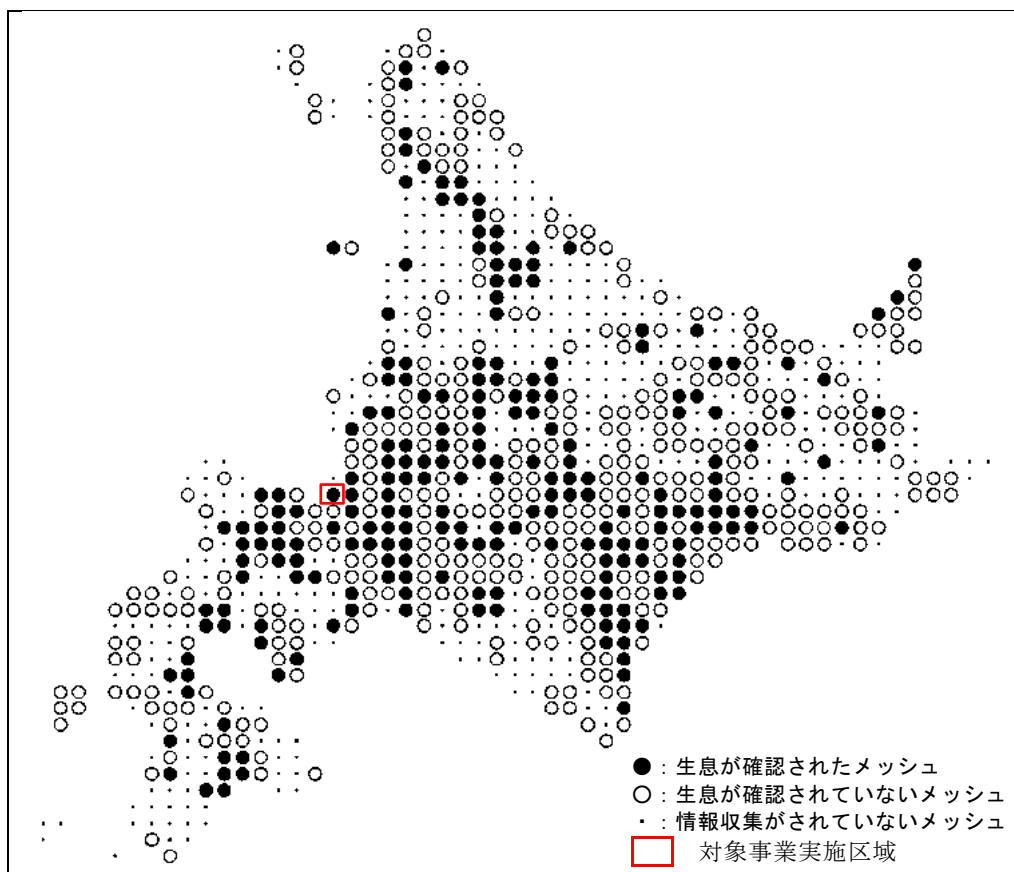 ●：生息が確認されたメッシュ
○：生息が確認されていないメッシュ
・：情報収集がされていないメッシュ
対象事業実施区域